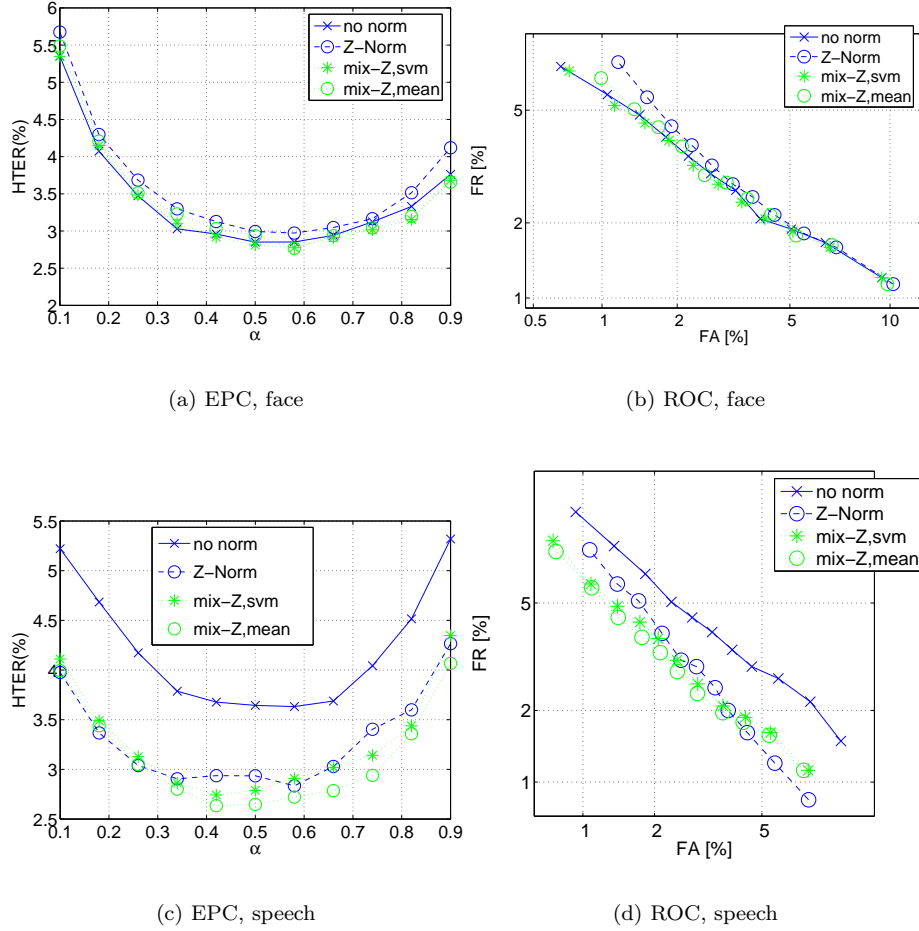 6
5.5
5
4.5
4
3.5
3
2.5
2
HTER(%)
0.1 0.2 0.3 0.4 0.5 0.6 0.7 0.8 0.9
α
no norm
Z−Norm
mix−Z,svm
mix−Z,mean
(a) EPC, face
5
2
1
FR [%]
0.5 1 2 5 10
FA [%]
no norm
Z−Norm
mix−Z,svm
mix−Z,mean
(b) ROC, face
5.5
5
4.5
4
3.5
3
2.5
HTER(%)
0.1 0.2 0.3 0.4 0.5 0.6 0.7 0.8 0.9
α
no norm
Z−Norm
mix−Z,svm
mix−Z,mean
(c) EPC, speech
5
2
1
FR [%]
1 2 5
FA [%]
no norm
Z−Norm
mix−Z,svm
mix−Z,mean
(d) ROC, speech